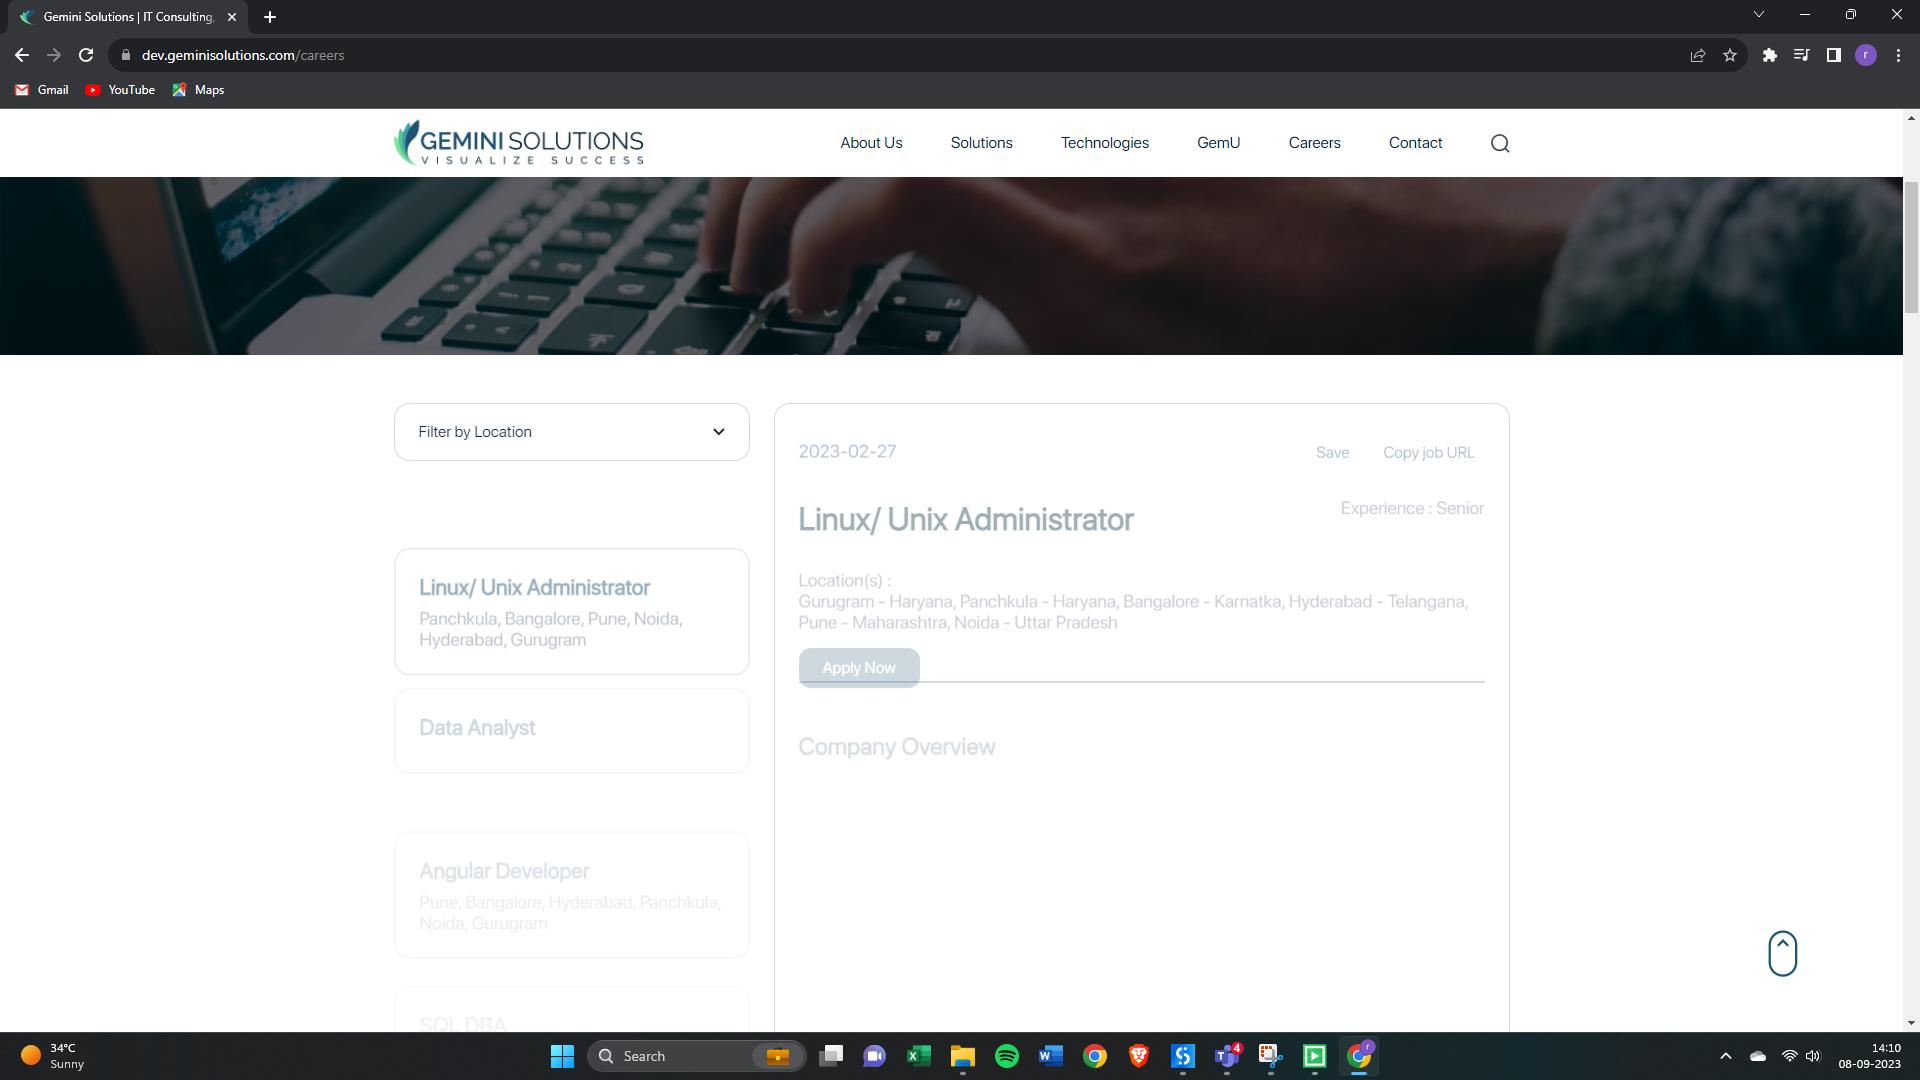 Gemini Solutions | IT Consulting,
dev.geminisolutions.com/careers
r
Gmail
YouTube
Maps
GEMINI SOLUTIONS
VISUALIZE SUCCESS
About Us
Solutions
Technologies
GemU
Careers
Contact
Filter by Location
Linux/ Unix Administrator
Panchkula, Bangalore, Pune, Noida,
Hyderabad, Gurugram
Data Analyst
Angular Developer
Pune, Bangalore, Hyderabad, Panchkula,
Noida, Gurugram
SQL DBA
2023-02-27
Save
Copy job URL
Linux/ Unix Administrator
Experience : Senior
Location(s) :
Gurugram - Haryana, Panchkula - Haryana, Bangalore - Karnatka, Hyderabad - Telangana,
Pune - Maharashtra, Noida - Uttar Pradesh
Apply Now
Company Overview
34°C
Sunny
Search
4
14:10
08-09-2023